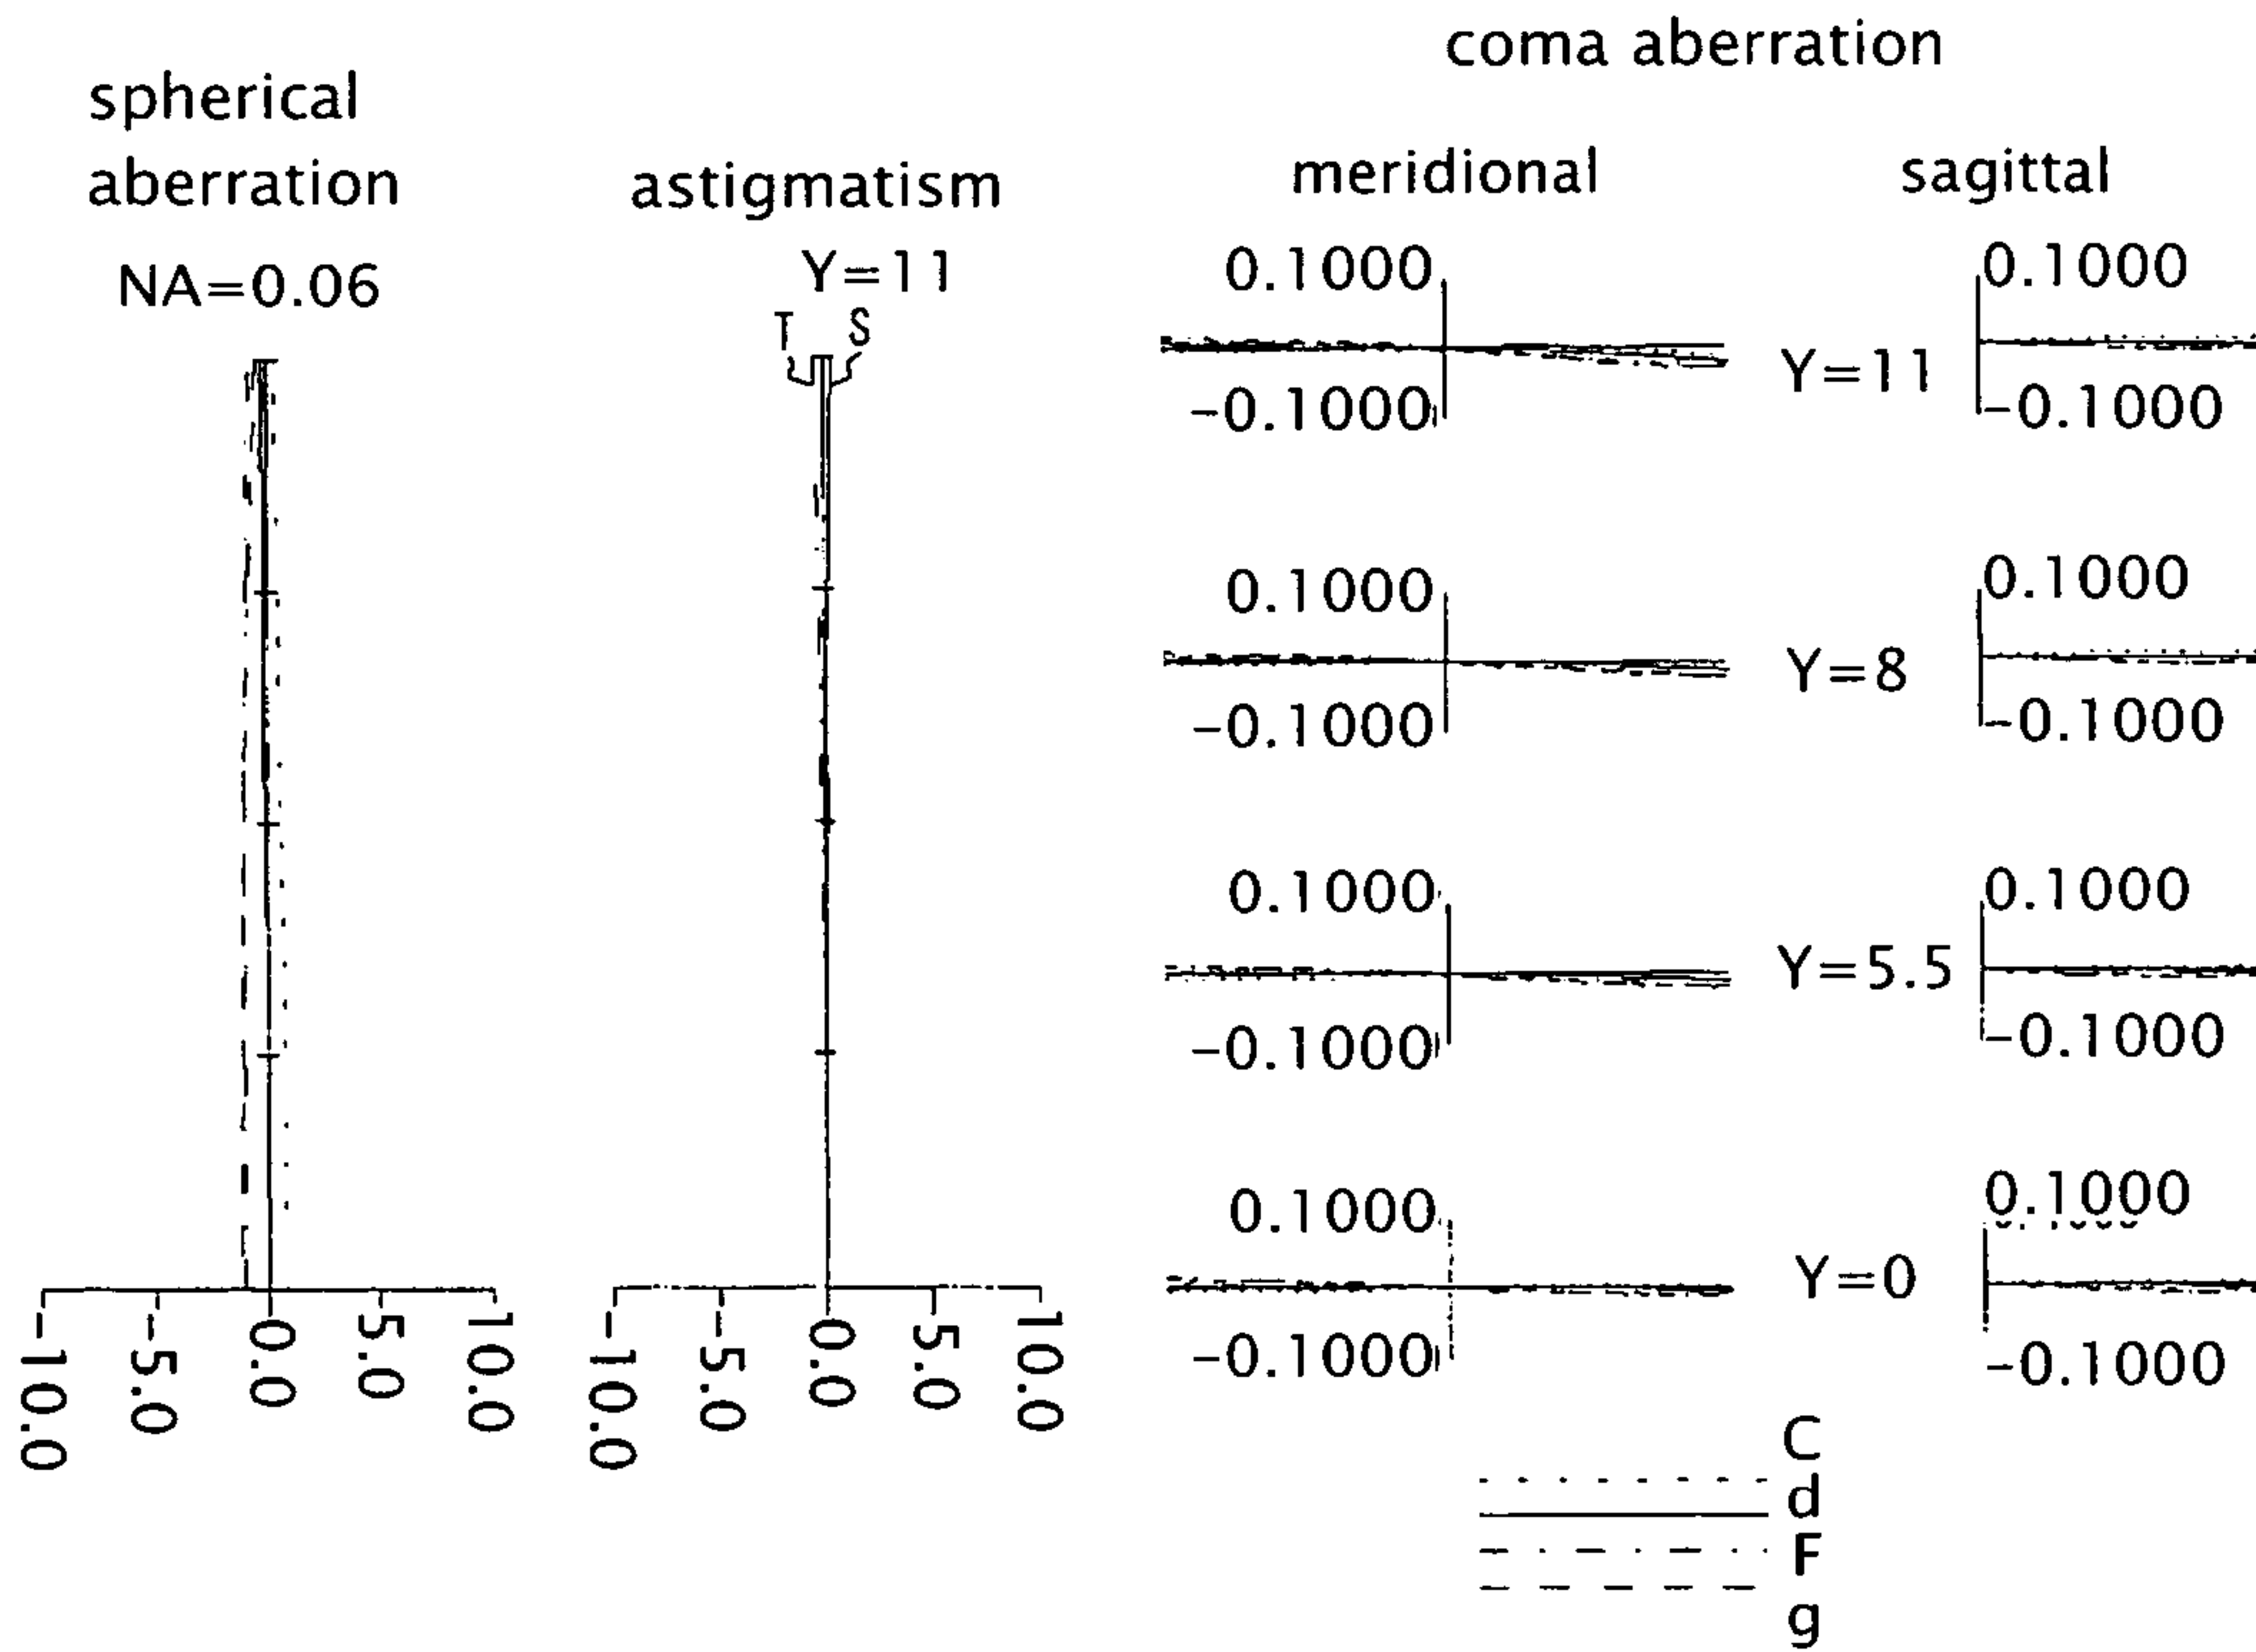 spherical
aberration
NA=0.06
-10.0
-5.0
0.0
5.0
10.0
astigmatism
Y=11
T S
-10.0
-5.0
0.0
5.0
10.0
coma aberration
meridional sagittal
0.1000 0.1000
Y=11
-0.1000 -0.1000
0.1000 0.1000
Y=8
-0.1000 -0.1000
0.1000 0.1000
Y=5.5
-0.1000 -0.1000
0.1000 0.1000
Y=0
-0.1000 -0.1000
C
d
F
g